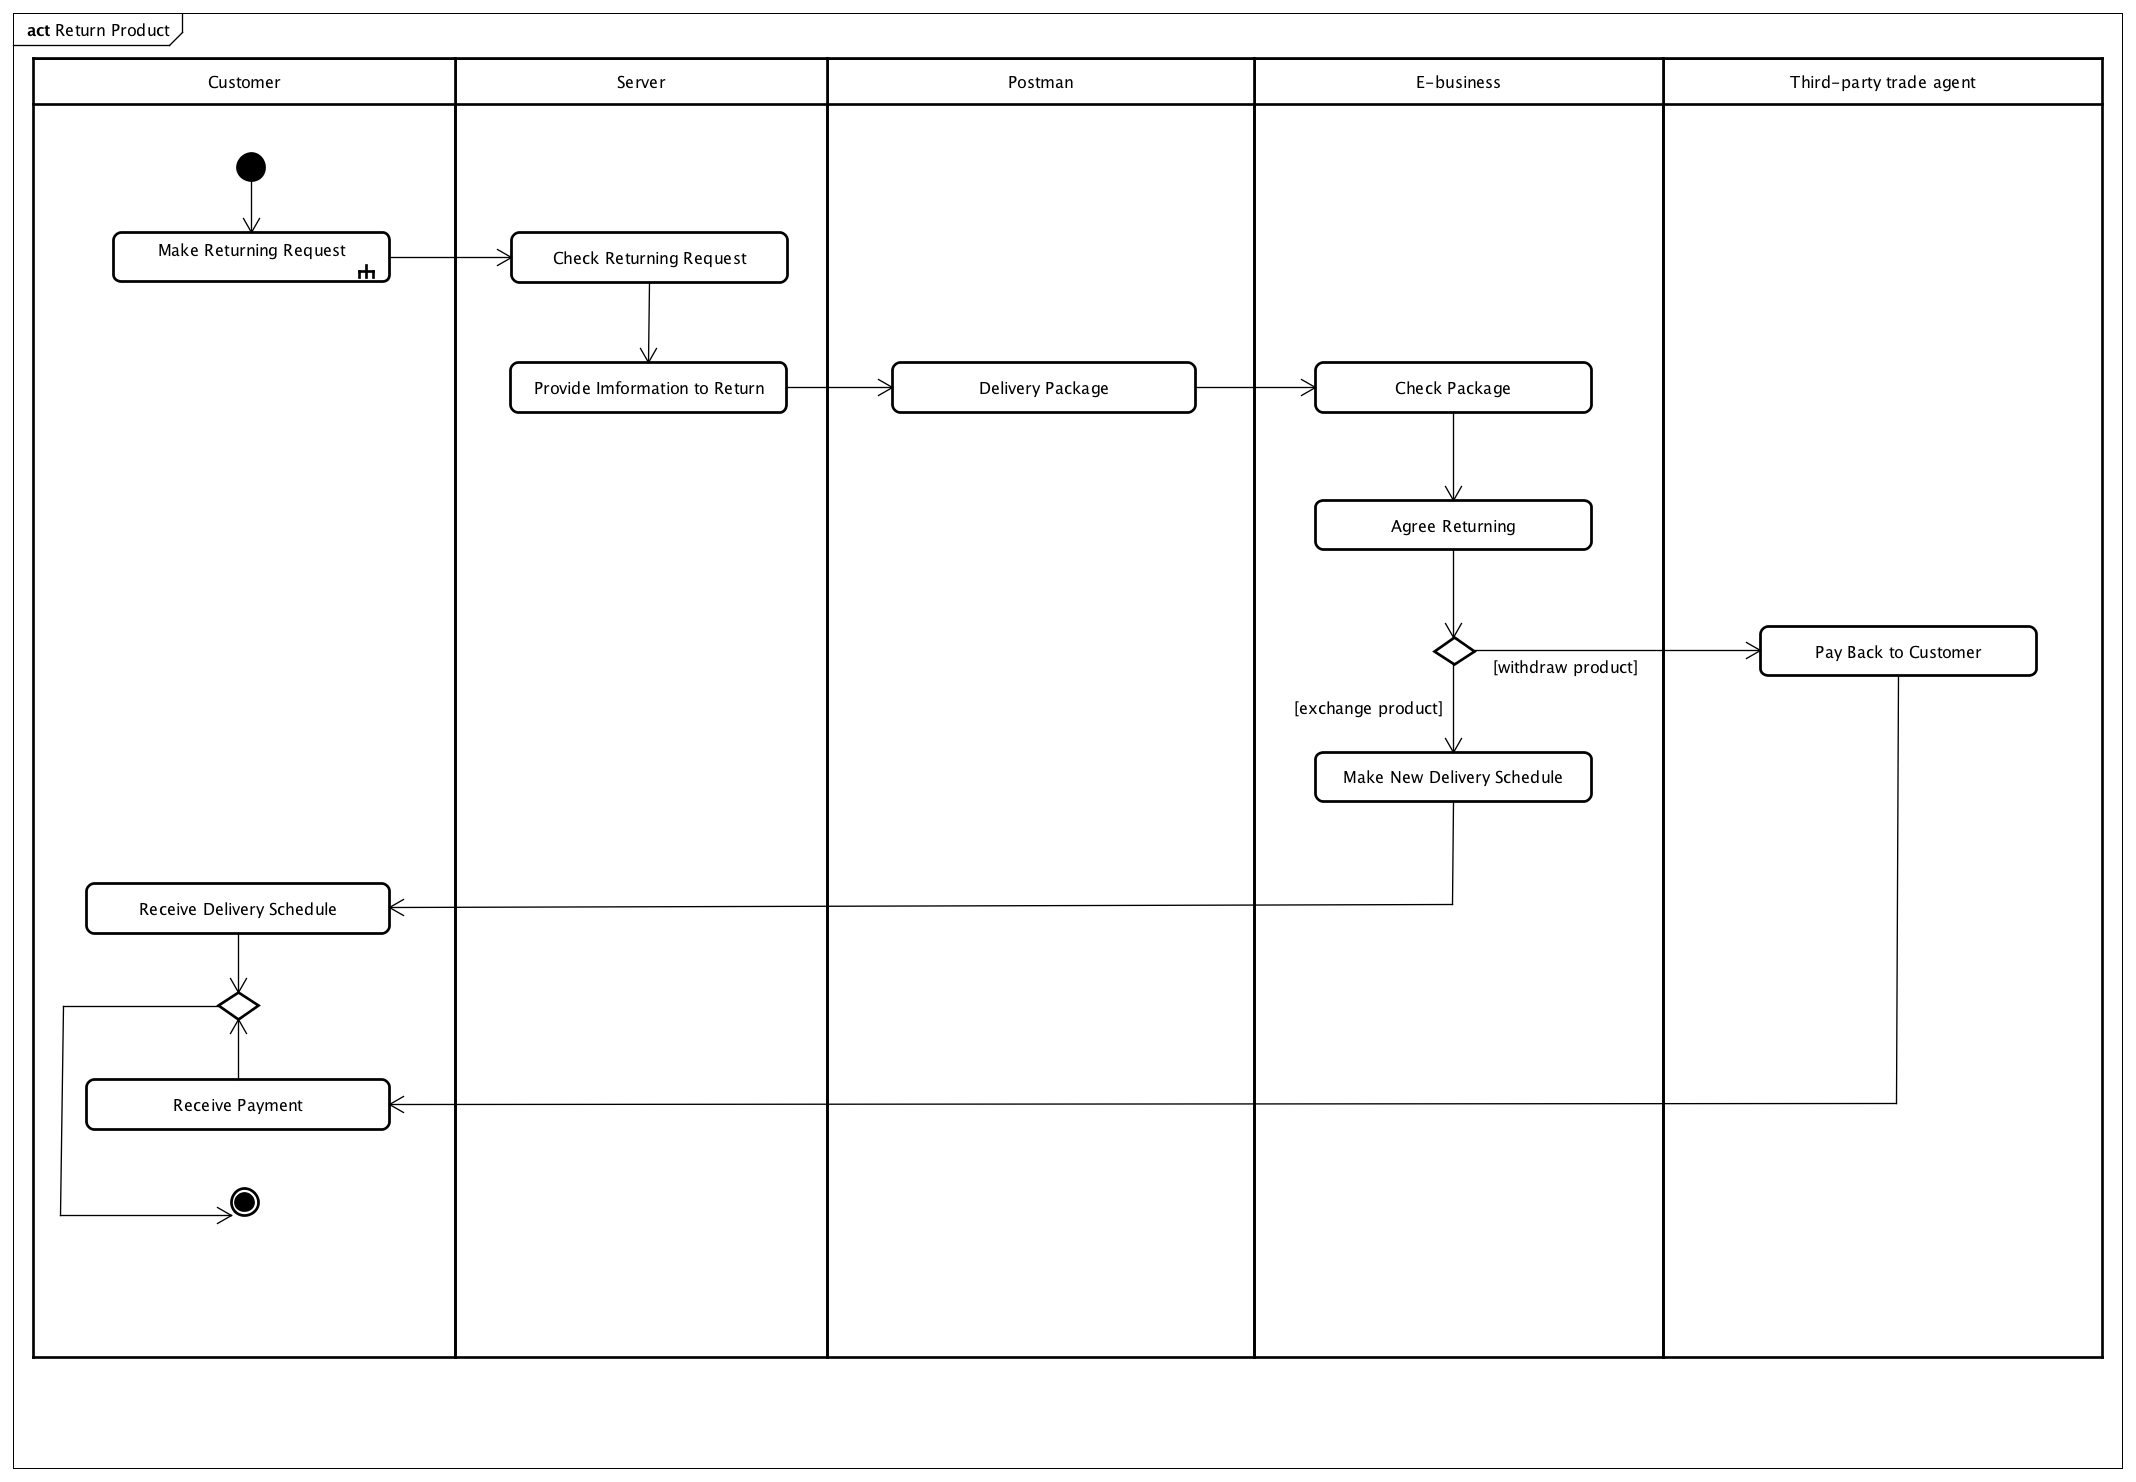 act Return Product
Customer
Server
Postman
E-business
Third-party trade agent
Make Returning Request
Check Returning Request
Provide Imformation to Return
Delivery Package
Check Package
Agree Returning
Pay Back to Customer
[withdraw product]
[exchange product]
Make New Delivery Schedule
Receive Delivery Schedule
Receive Payment